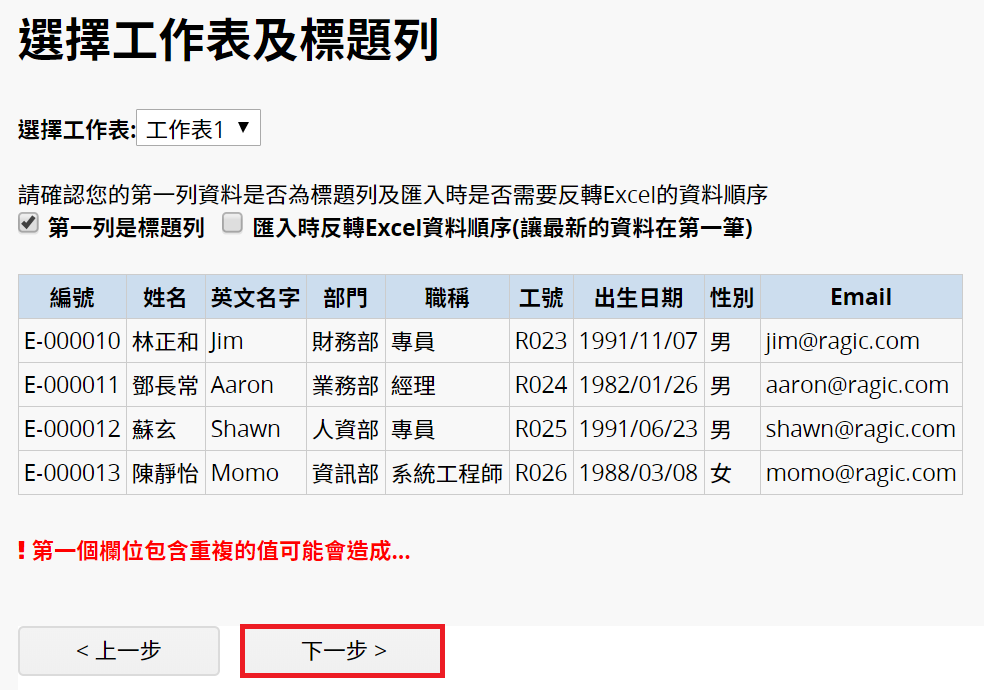 選擇工作表及標題列
選擇工作表: 工作表1 ▼
請確認您的第一列資料是否為標題列及匯入時是否需要反轉Excel的資料順序
第一列是標題列 匯入時反轉Excel資料順序(讓最新的資料在第一筆)
編號 姓名 英文名字 部門 職稱 工號 出生日期 性別 Email
E-000010 林正和 Jim 財務部 專員 R023 1991/11/07 男 jim@ragic.com
E-000011 鄧長常 Aaron 業務部 經理 R024 1982/01/26 男 aaron@ragic.com
E-000012 蘇玄 Shawn 人資部 專員 R025 1991/06/23 男 shawn@ragic.com
E-000013 陳靜怡 Momo 資訊部 系統工程師 R026 1988/03/08 女 momo@ragic.com
! 第一個欄位包含重複的值可能會造成...
< 上一步 下一步 >